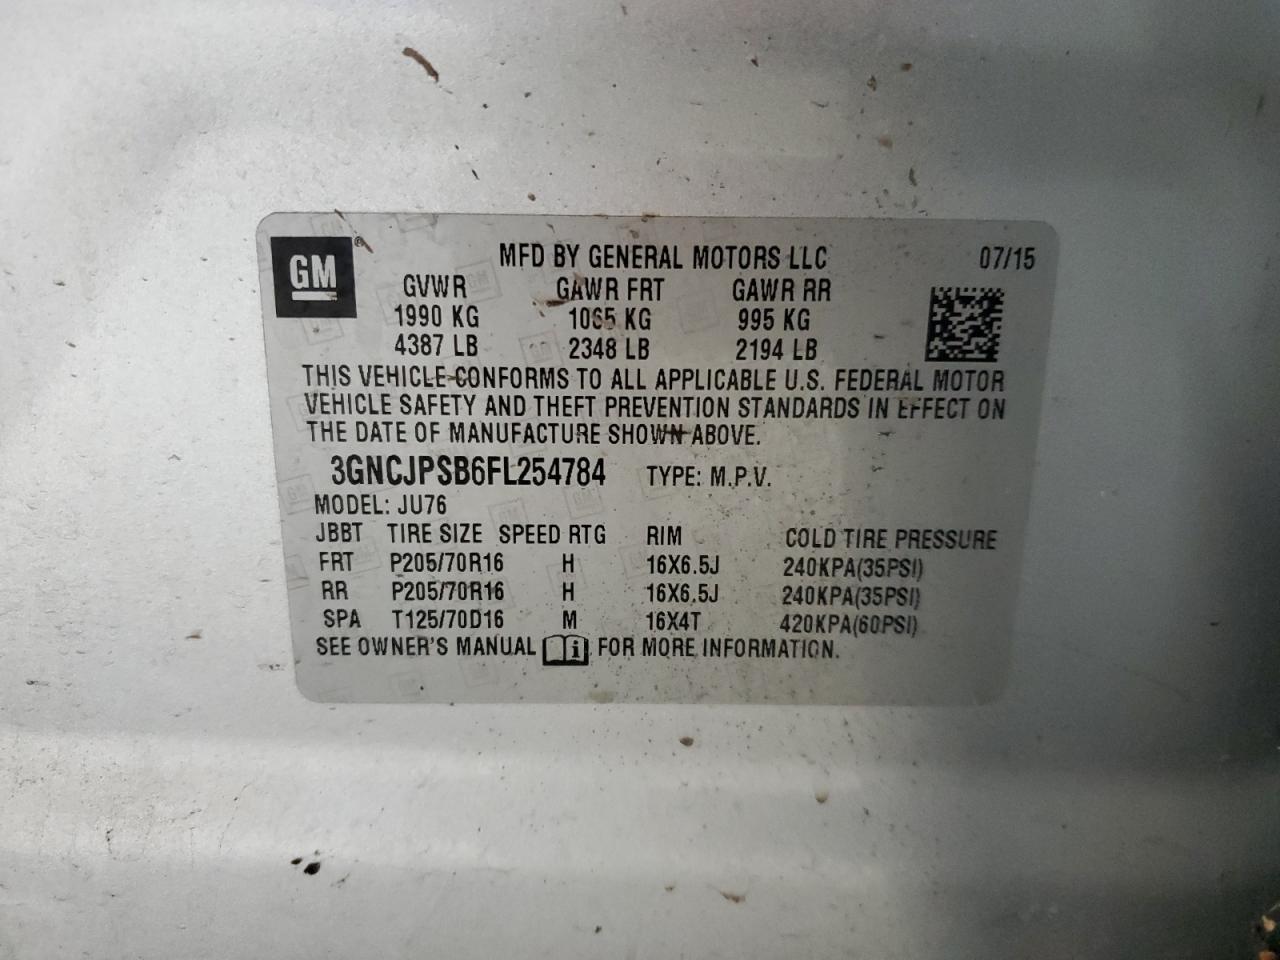 GM ®
MFD BY GENERAL MOTORS LLC 07/15
GVWR GAWR FRT GAWR RR
1990 KG 1065 KG 995 KG
4387 LB 2348 LB 2194 LB
THIS VEHICLE CONFORMS TO ALL APPLICABLE U.S. FEDERAL MOTOR
VEHICLE SAFETY AND THEFT PREVENTION STANDARDS IN EFFECT ON
THE DATE OF MANUFACTURE SHOWN ABOVE.
3GNCJPSB6FL254784 TYPE: M.P.V.
MODEL: JU76
JBBT TIRE SIZE SPEED RTG RIM COLD TIRE PRESSURE
FRT P205/70R16 H 16X6.5J 240KPA(35PSI)
RR P205/70R16 H 16X6.5J 240KPA(35PSI)
SPA T125/70D16 M 16X4T 420KPA(60PSI)
SEE OWNER'S MANUAL i FOR MORE INFORMATION.